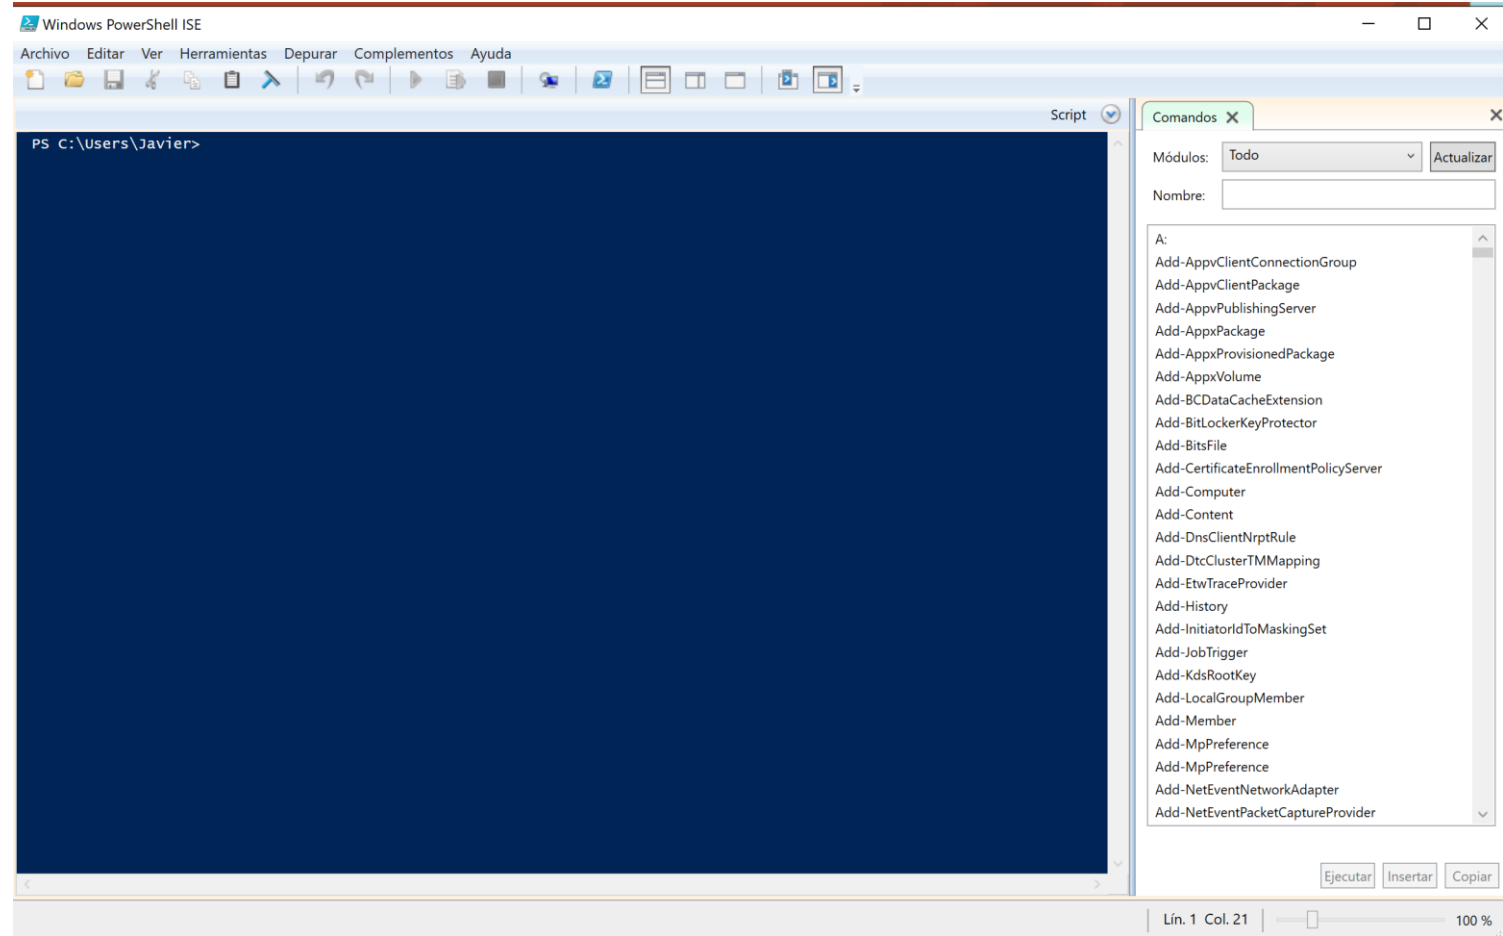 Windows PowerShell ISE
Archivo Editar Ver Herramientas Depurar Complementos Ayuda
Script
PS C:\Users\Javier>
Comandos
Módulos: Todo Actualizar
Nombre:
A:
Add-AppvClientConnectionGroup
Add-AppvClientPackage
Add-AppvPublishingServer
Add-AppxPackage
Add-AppxProvisionedPackage
Add-AppxVolume
Add-BCDataCacheExtension
Add-BitLockerKeyProtector
Add-BitsFile
Add-CertificateEnrollmentPolicyServer
Add-Computer
Add-Content
Add-DnsClientNrptRule
Add-DtcClusterTMMapping
Add-EtwTraceProvider
Add-History
Add-InitiatorIdToMaskingSet
Add-JobTrigger
Add-KdsRootKey
Add-LocalGroupMember
Add-Member
Add-MpPreference
Add-MpPreference
Add-NetEventNetworkAdapter
Add-NetEventPacketCaptureProvider
Ejecutar Insertar Copiar
Lín. 1 Col. 21 100 %